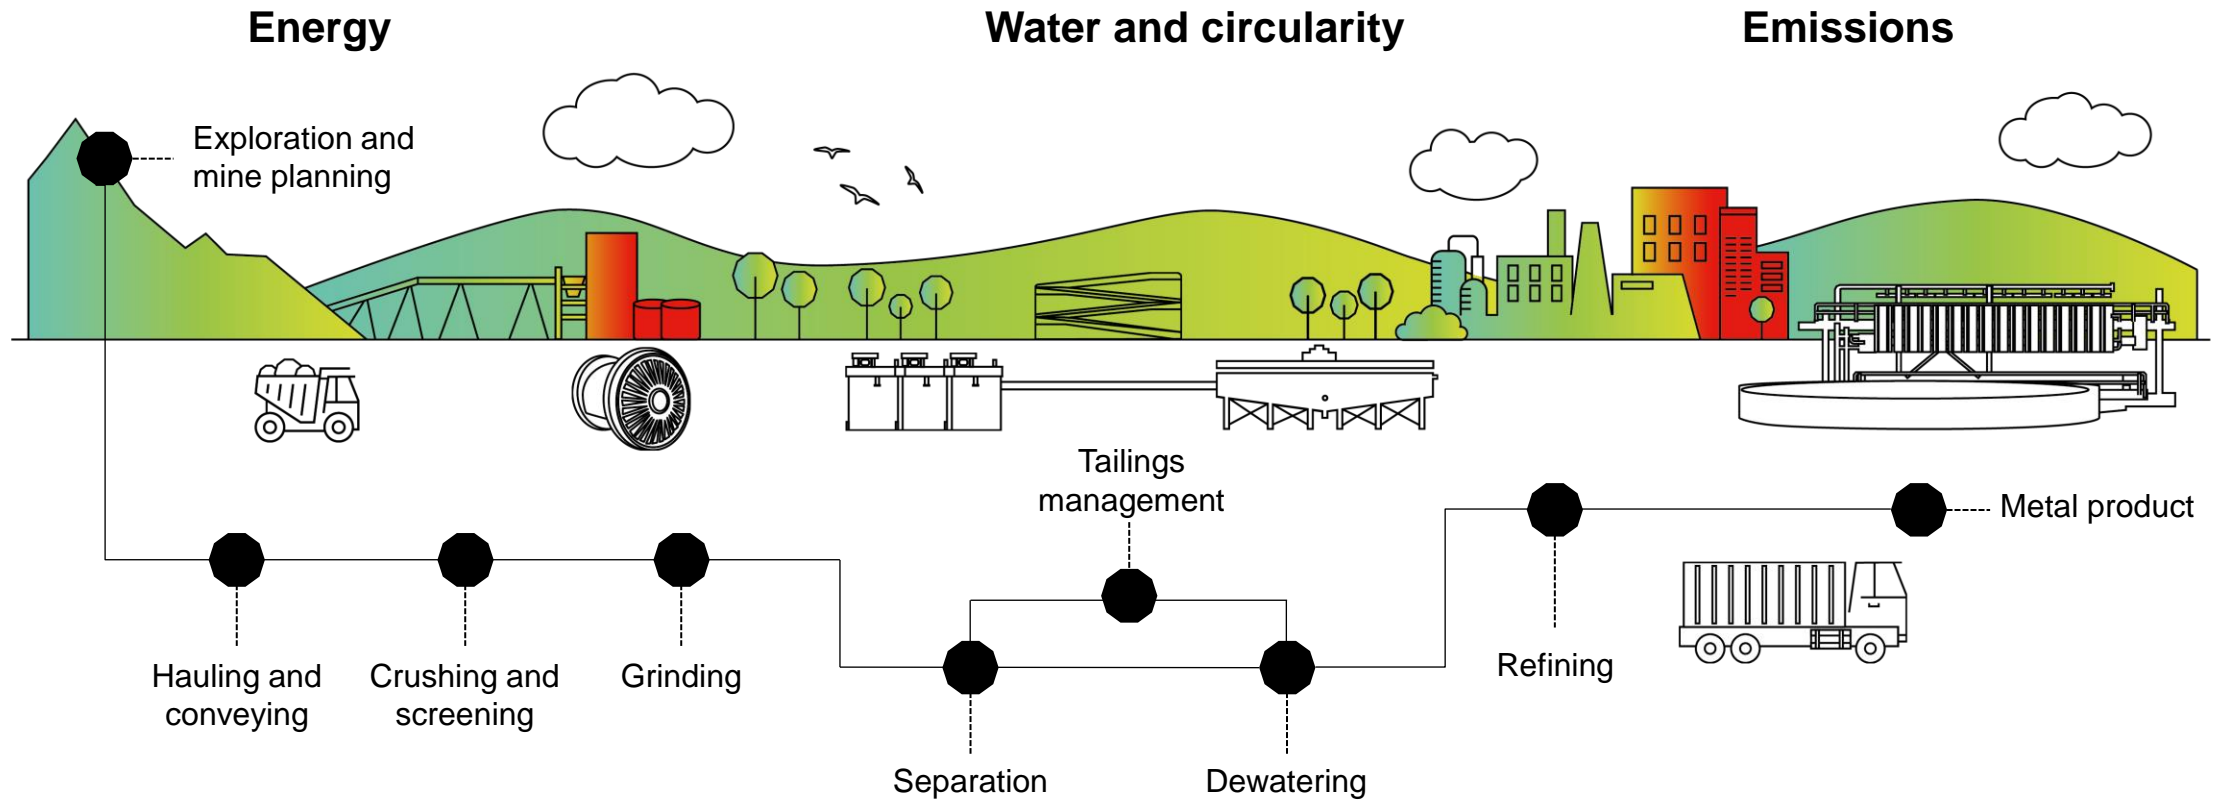 Energy
Water and circularity
Emissions
Exploration and
mine planning
Tailings
management
Metal product
Hauling and
conveying
Crushing and
screening
Grinding
Refining
Separation
Dewatering